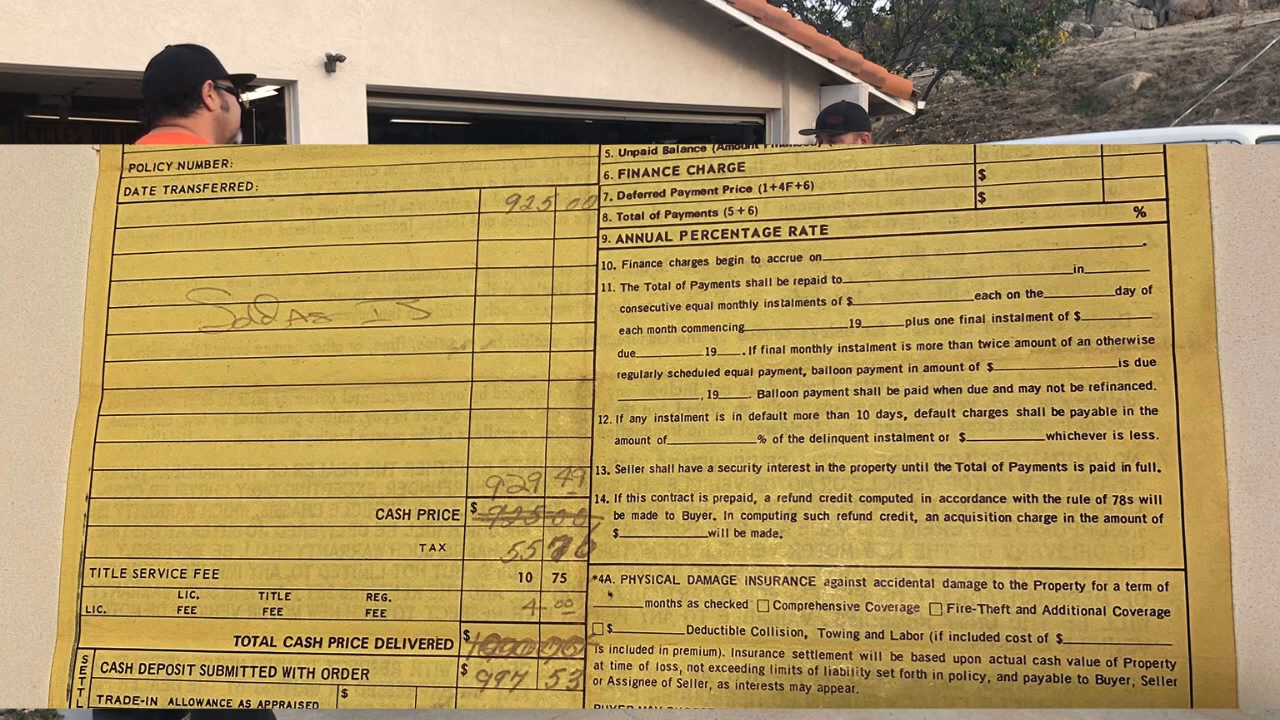 POLICY NUMBER:
DATE TRANSFERRED:
925 00
Sold As Is
929 49
CASH PRICE $ 925 00
TAX 55
TITLE SERVICE FEE 10 75
LIC. TITLE REG.
LIC. FEE FEE FEE 4 00
TOTAL CASH PRICE DELIVERED $
SETTL
CASH DEPOSIT SUBMITTED WITH ORDER $ 997 53
TRADE-IN ALLOWANCE AS APPRAISED $
5. Unpaid Balance (Amount
6. FINANCE CHARGE $
7. Deferred Payment Price (1+4F+6) $
8. Total of Payments (5+6)
9. ANNUAL PERCENTAGE RATE %
10. Finance charges begin to accrue on
11. The Total of Payments shall be repaid to in
consecutive equal monthly instalments of $ each on the day of
each month commencing 19 plus one final instalment of $
due 19 . If final monthly instalment is more than twice amount of an otherwise
regularly scheduled equal payment, balloon payment in amount of $ is due
, 19 . Balloon payment shall be paid when due and may not be refinanced.
12. If any instalment is in default more than 10 days, default charges shall be payable in the
amount of % of the delinquent instalment or $ whichever is less.
13. Seller shall have a security interest in the property until the Total of Payments is paid in full.
14. If this contract is prepaid, a refund credit computed in accordance with the rule of 78s will
be made to Buyer. In computing such refund credit, an acquisition charge in the amount of
$ will be made.
*4A. PHYSICAL DAMAGE INSURANCE against accidental damage to the Property for a term of
months as checked Comprehensive Coverage Fire-Theft and Additional Coverage
$ Deductible Collision, Towing and Labor (if included cost of $
is included in premium). Insurance settlement will be based upon actual cash value of Property
at time of loss, not exceeding limits of liability set forth in policy, and payable to Buyer, Seller
or Assignee of Seller, as interests may appear.